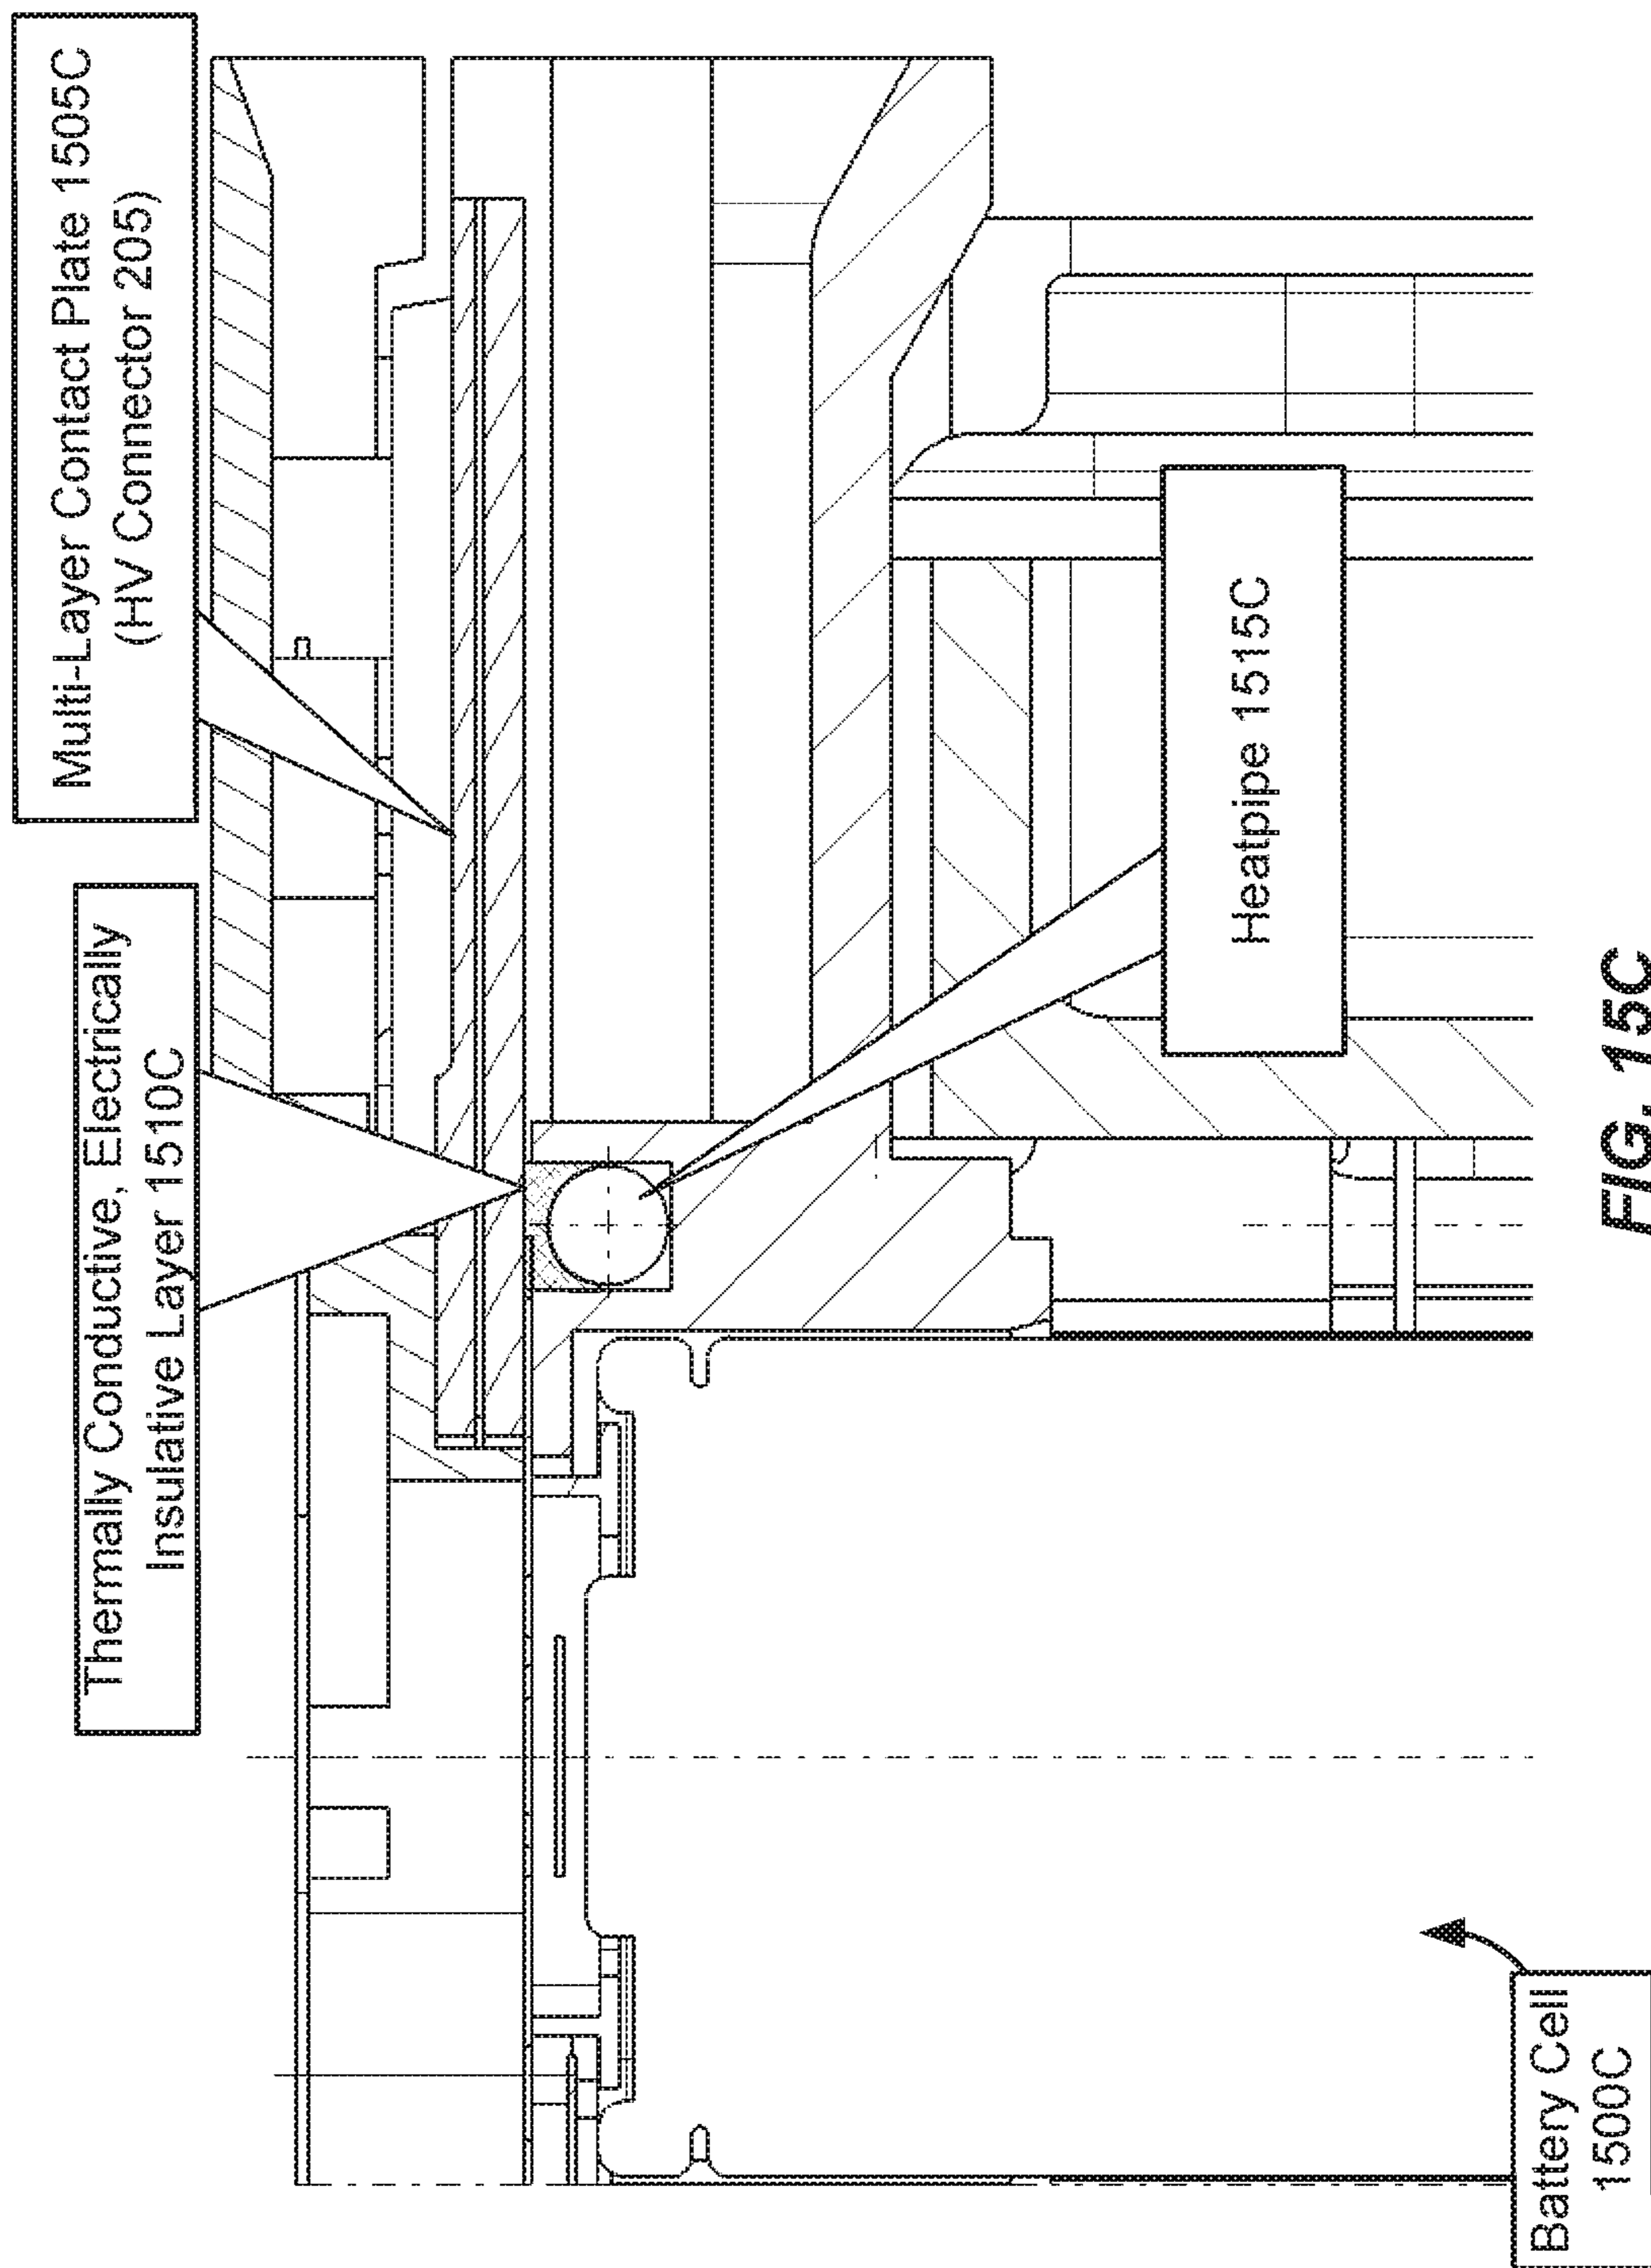 Multi-Layer Contact Plate 1505C
(HV Connector 205)
Thermally Conductive, Electrically
Insulative Layer 1510C
Heatpipe 1515C
Battery Cell
1500C
FIG. 15C